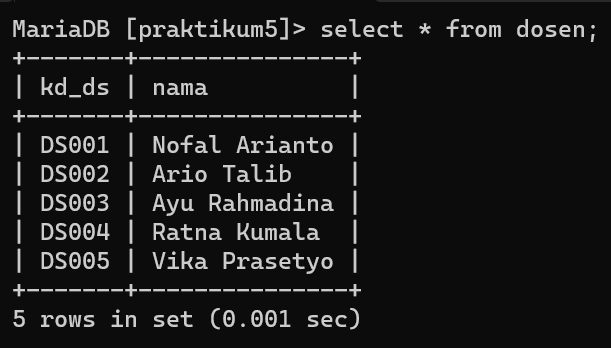 MariaDB [praktikum5]> select * from dosen;
+-------+---------------+
| kd_ds | nama          |
+-------+---------------+
| DS001 | Nofal Arianto |
| DS002 | Ario Talib    |
| DS003 | Ayu Rahmadina |
| DS004 | Ratna Kumala  |
| DS005 | Vika Prasetyo |
+-------+---------------+
5 rows in set (0.001 sec)